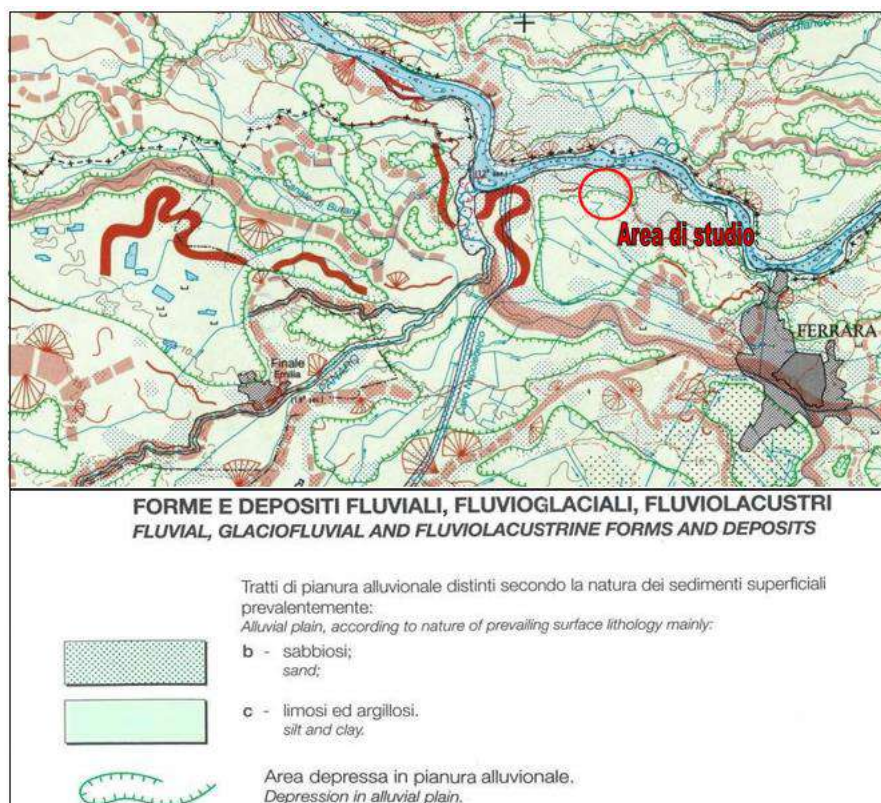 PO
Area di studio
FERRARA
Finale
Emilia
FORME E DEPOSITI FLUVIALI, FLUVIOGLACIALI, FLUVIOLACUSTRI
FLUVIAL, GLACIOFLUVIAL AND FLUVIOLACUSTRINE FORMS AND DEPOSITS
Tratti di pianura alluvionale distinti secondo la natura dei sedimenti superficiali
prevalentemente:
Alluvial plain, according to nature of prevailing surface lithology mainly:
b - sabbiosi;
sand;
c - limosi ed argillosi.
silt and clay.
Area depressa in pianura alluvionale.
Depression in alluvial plain.